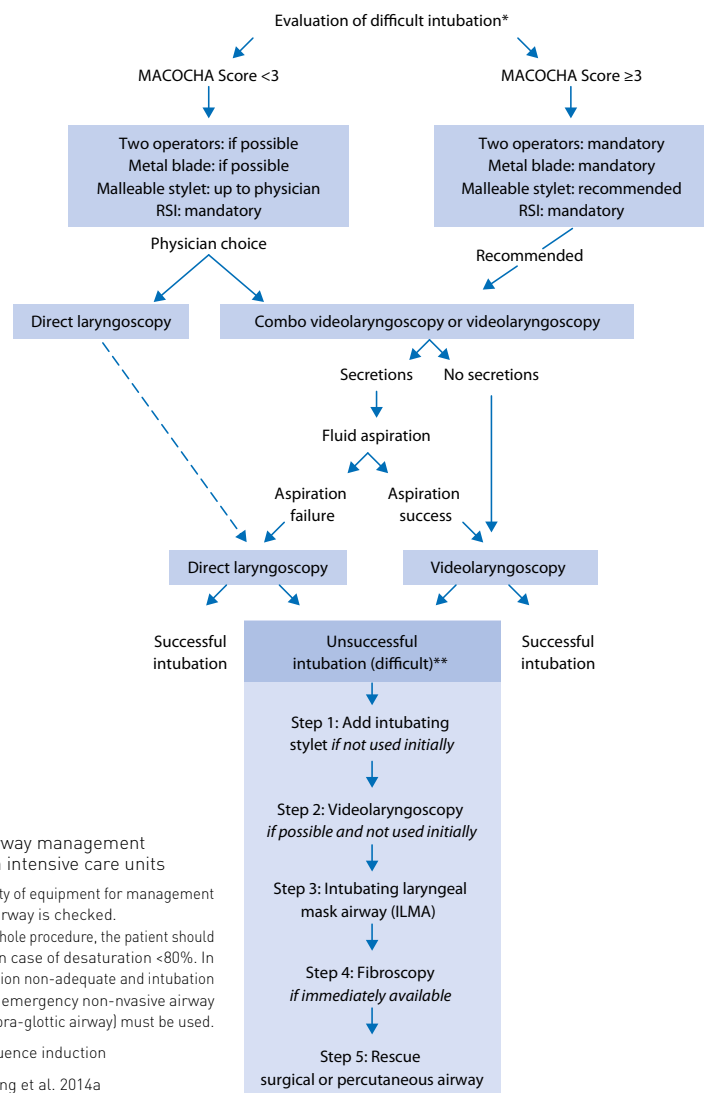 Evaluation of difficult intubation*
MACOCHA Score <3
MACOCHA Score ≥3
Two operators: if possible
Metal blade: if possible
Malleable stylet: up to physician
RSI: mandatory
Two operators: mandatory
Metal blade: mandatory
Malleable stylet: recommended
RSI: mandatory
Physician choice
Recommended
Direct laryngoscopy
Combo videolaryngoscopy or videolaryngoscopy
Secretions
No secretions
Fluid aspiration
Aspiration
failure
Aspiration
success
Direct laryngoscopy
Videolaryngoscopy
Successful
intubation
Unsuccessful
intubation (difficult)**
Successful
intubation
Step 1: Add intubating
stylet if not used initially
Step 2: Videolaryngoscopy
if possible and not used initially
Step 3: Intubating laryngeal
mask airway (ILMA)
Step 4: Fibroscopy
if immediately available
Step 5: Rescue
surgical or percutaneous airway
rway management
intensive care units
ty of equipment for management
irway is checked.
hole procedure, the patient should
n case of desaturation <80%. In
ion non-adequate and intubation
emergency non-nvasive airway
ora-glottic airway) must be used.
uence induction
ng et al. 2014a